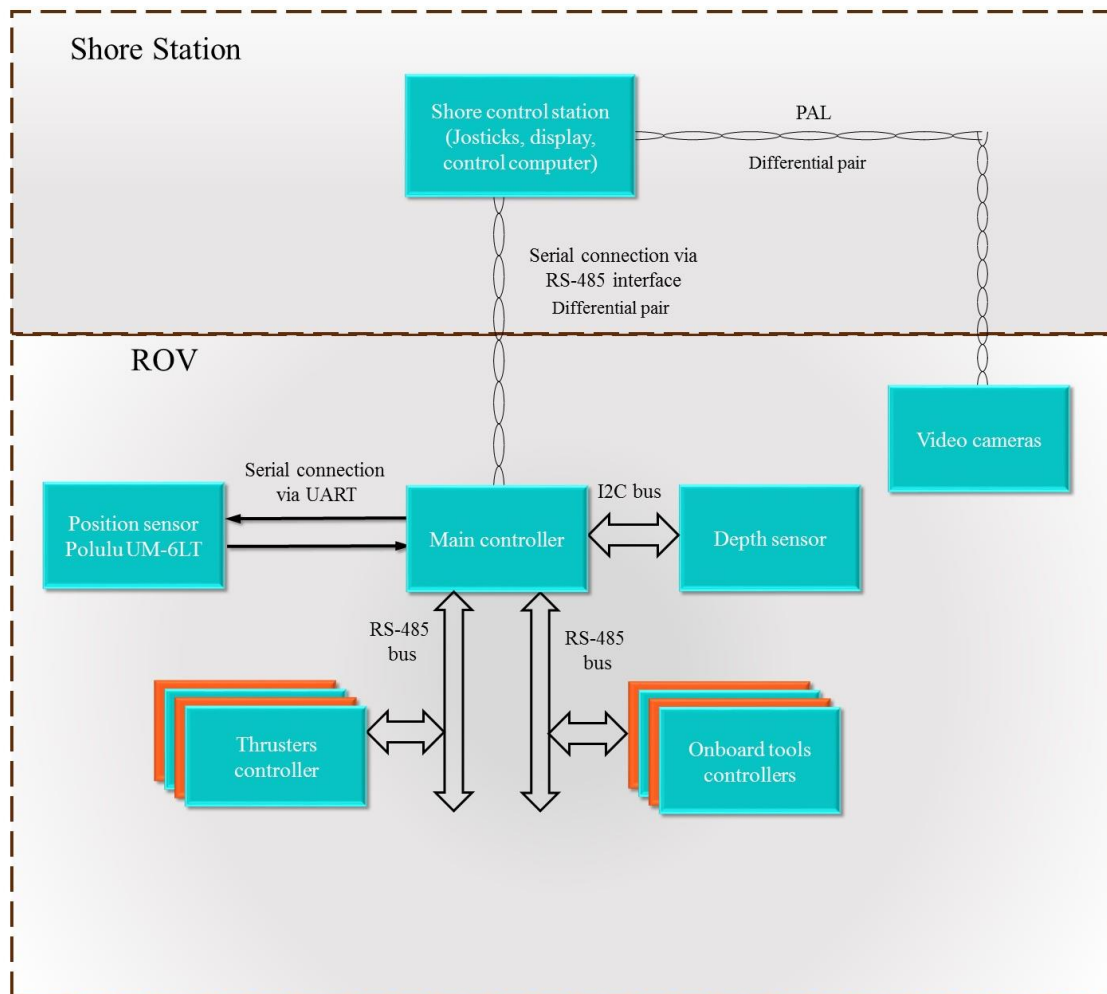 Shore Station
Shore control station
(Josticks, display,
control computer)
PAL
Differential pair
Serial connection via
RS-485 interface
Differential pair
ROV
Video cameras
Serial connection
via UART
I2C bus
Position sensor
Polulu UM-6LT
Main controller
Depth sensor
RS-485
bus
RS-485
bus
Thrusters
controller
Onboard tools
controllers